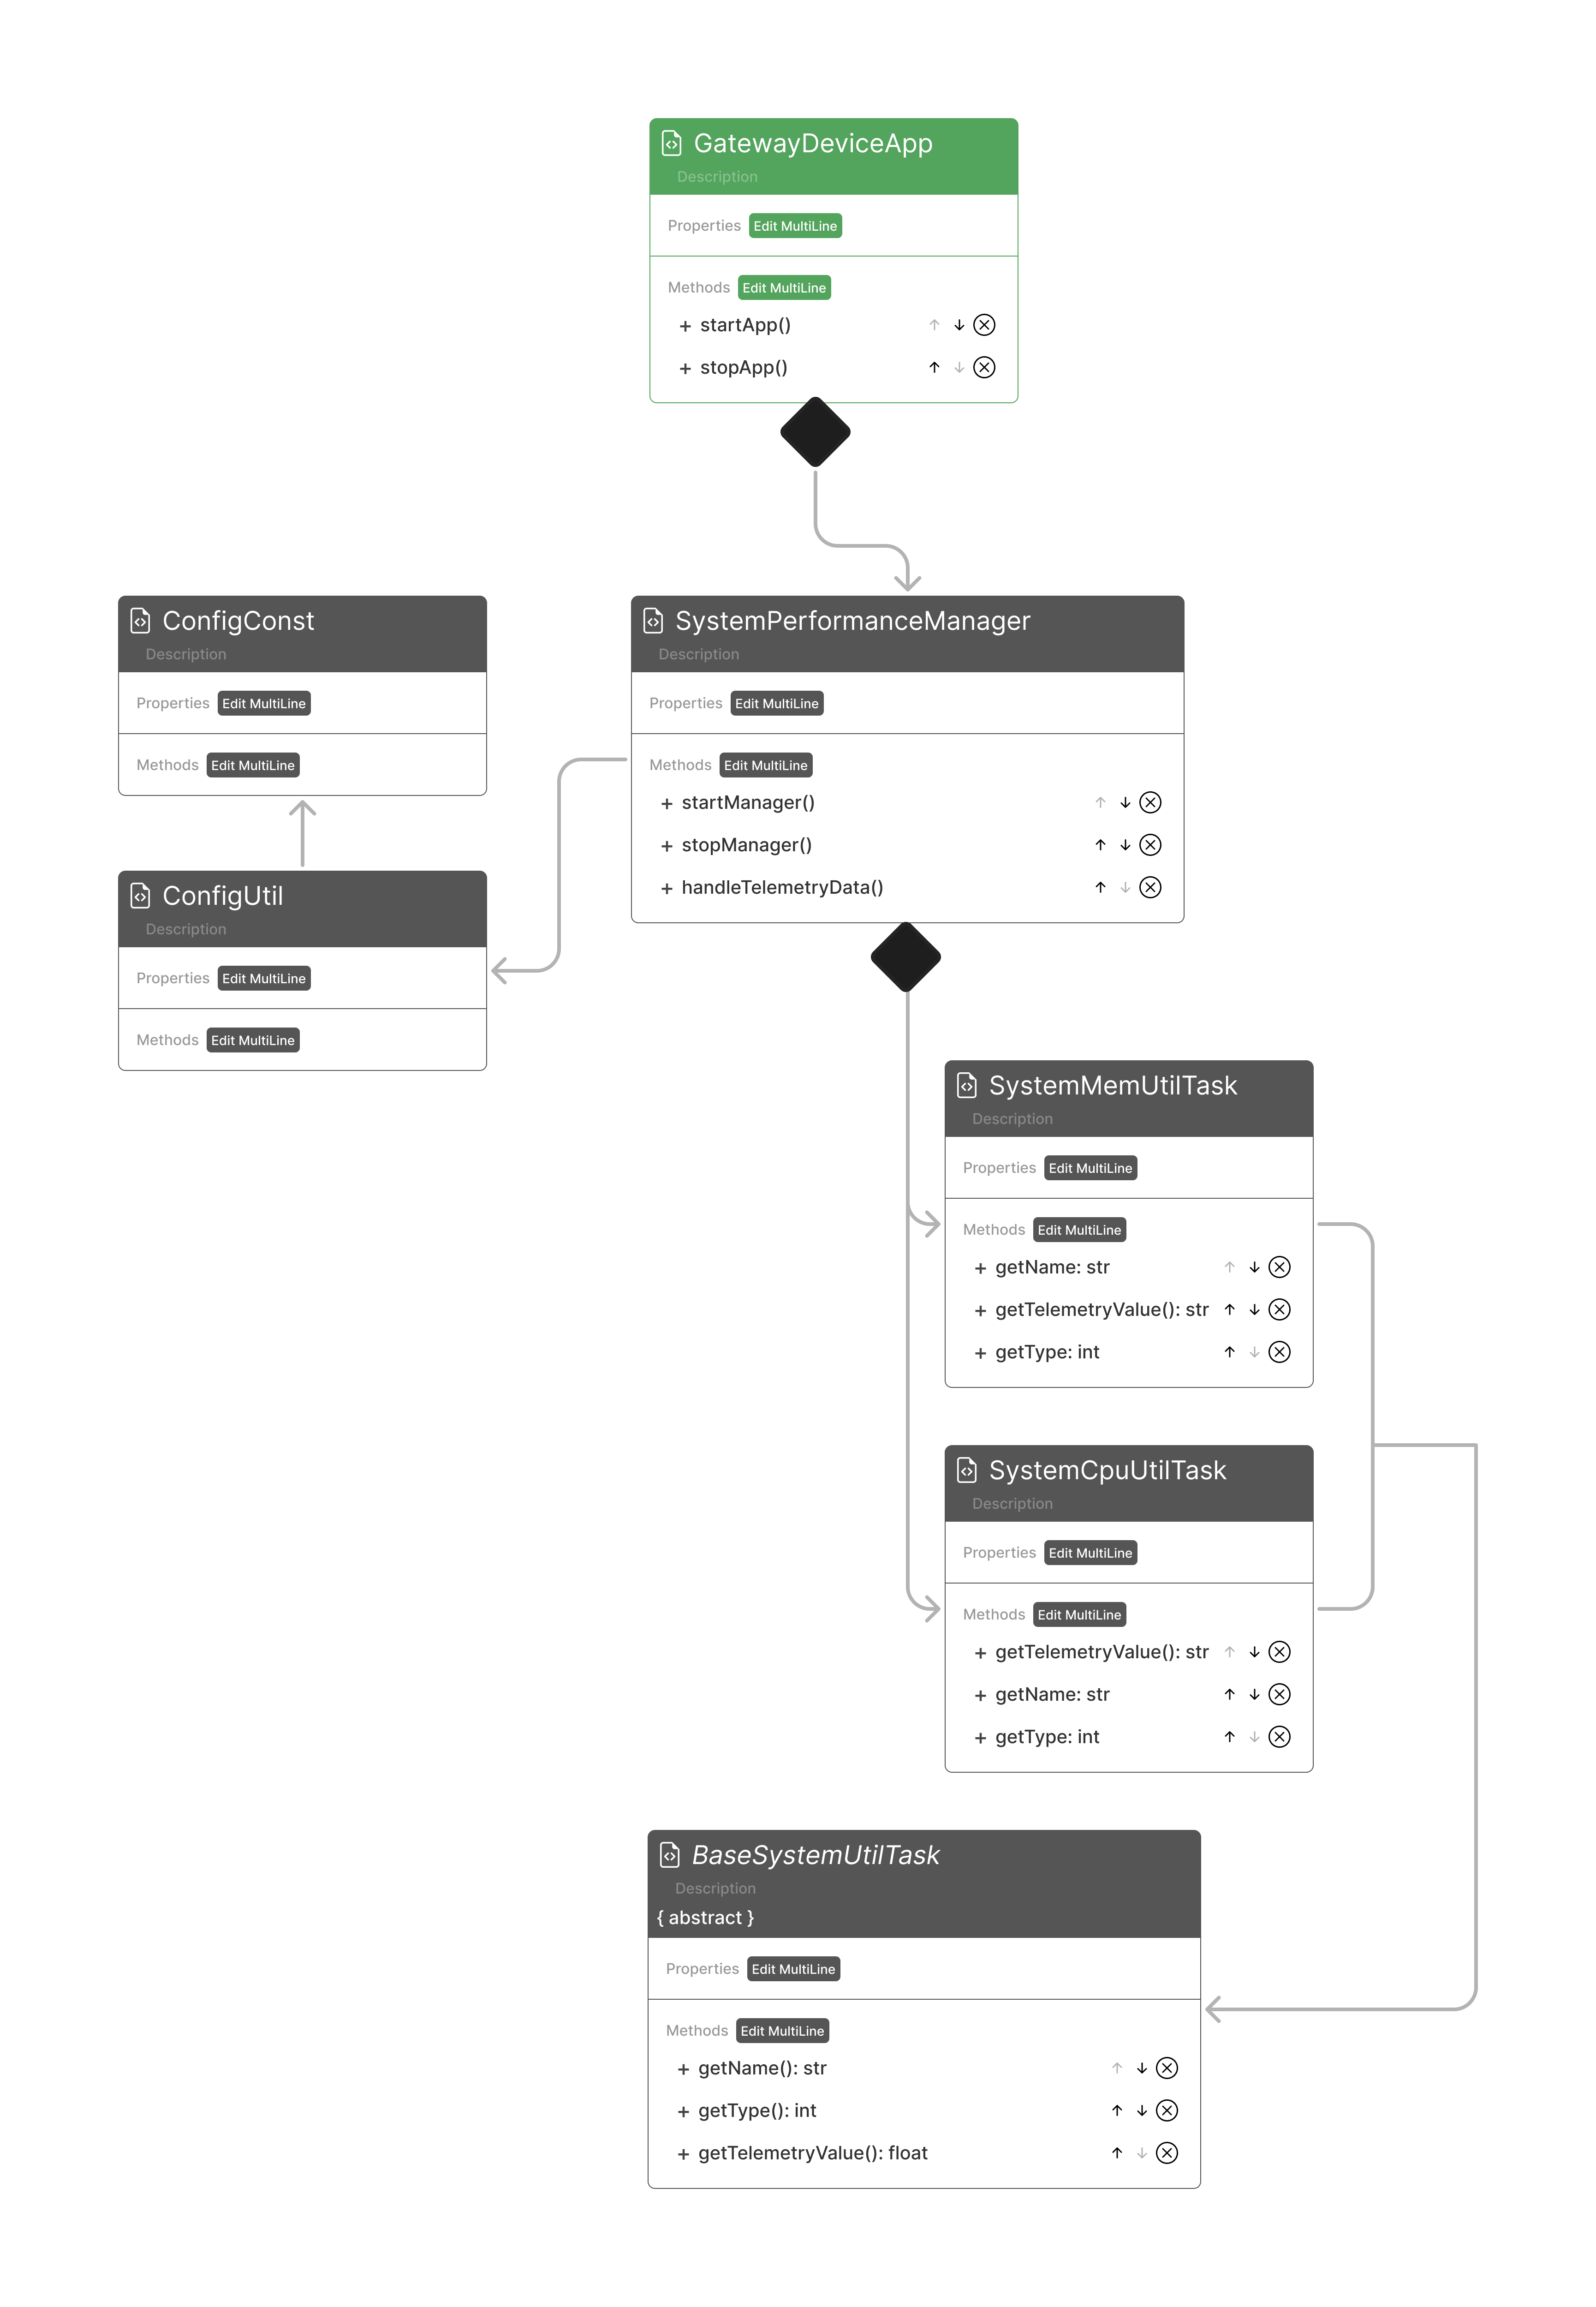 GatewayDeviceApp
Description
Properties Edit MultiLine
Methods Edit MultiLine
+ startApp()
+ stopApp()
ConfigConst
Description
Properties Edit MultiLine
Methods Edit MultiLine
SystemPerformanceManager
Description
Properties Edit MultiLine
Methods Edit MultiLine
+ startManager()
+ stopManager()
+ handleTelemetryData()
ConfigUtil
Description
Properties Edit MultiLine
Methods Edit MultiLine
SystemMemUtilTask
Description
Properties Edit MultiLine
Methods Edit MultiLine
+ getName: str
+ getTelemetryValue(): str
+ getType: int
SystemCpuUtilTask
Description
Properties Edit MultiLine
Methods Edit MultiLine
+ getTelemetryValue(): str
+ getName: str
+ getType: int
BaseSystemUtilTask
Description
{ abstract }
Properties Edit MultiLine
Methods Edit MultiLine
+ getName(): str
+ getType(): int
+ getTelemetryValue(): float